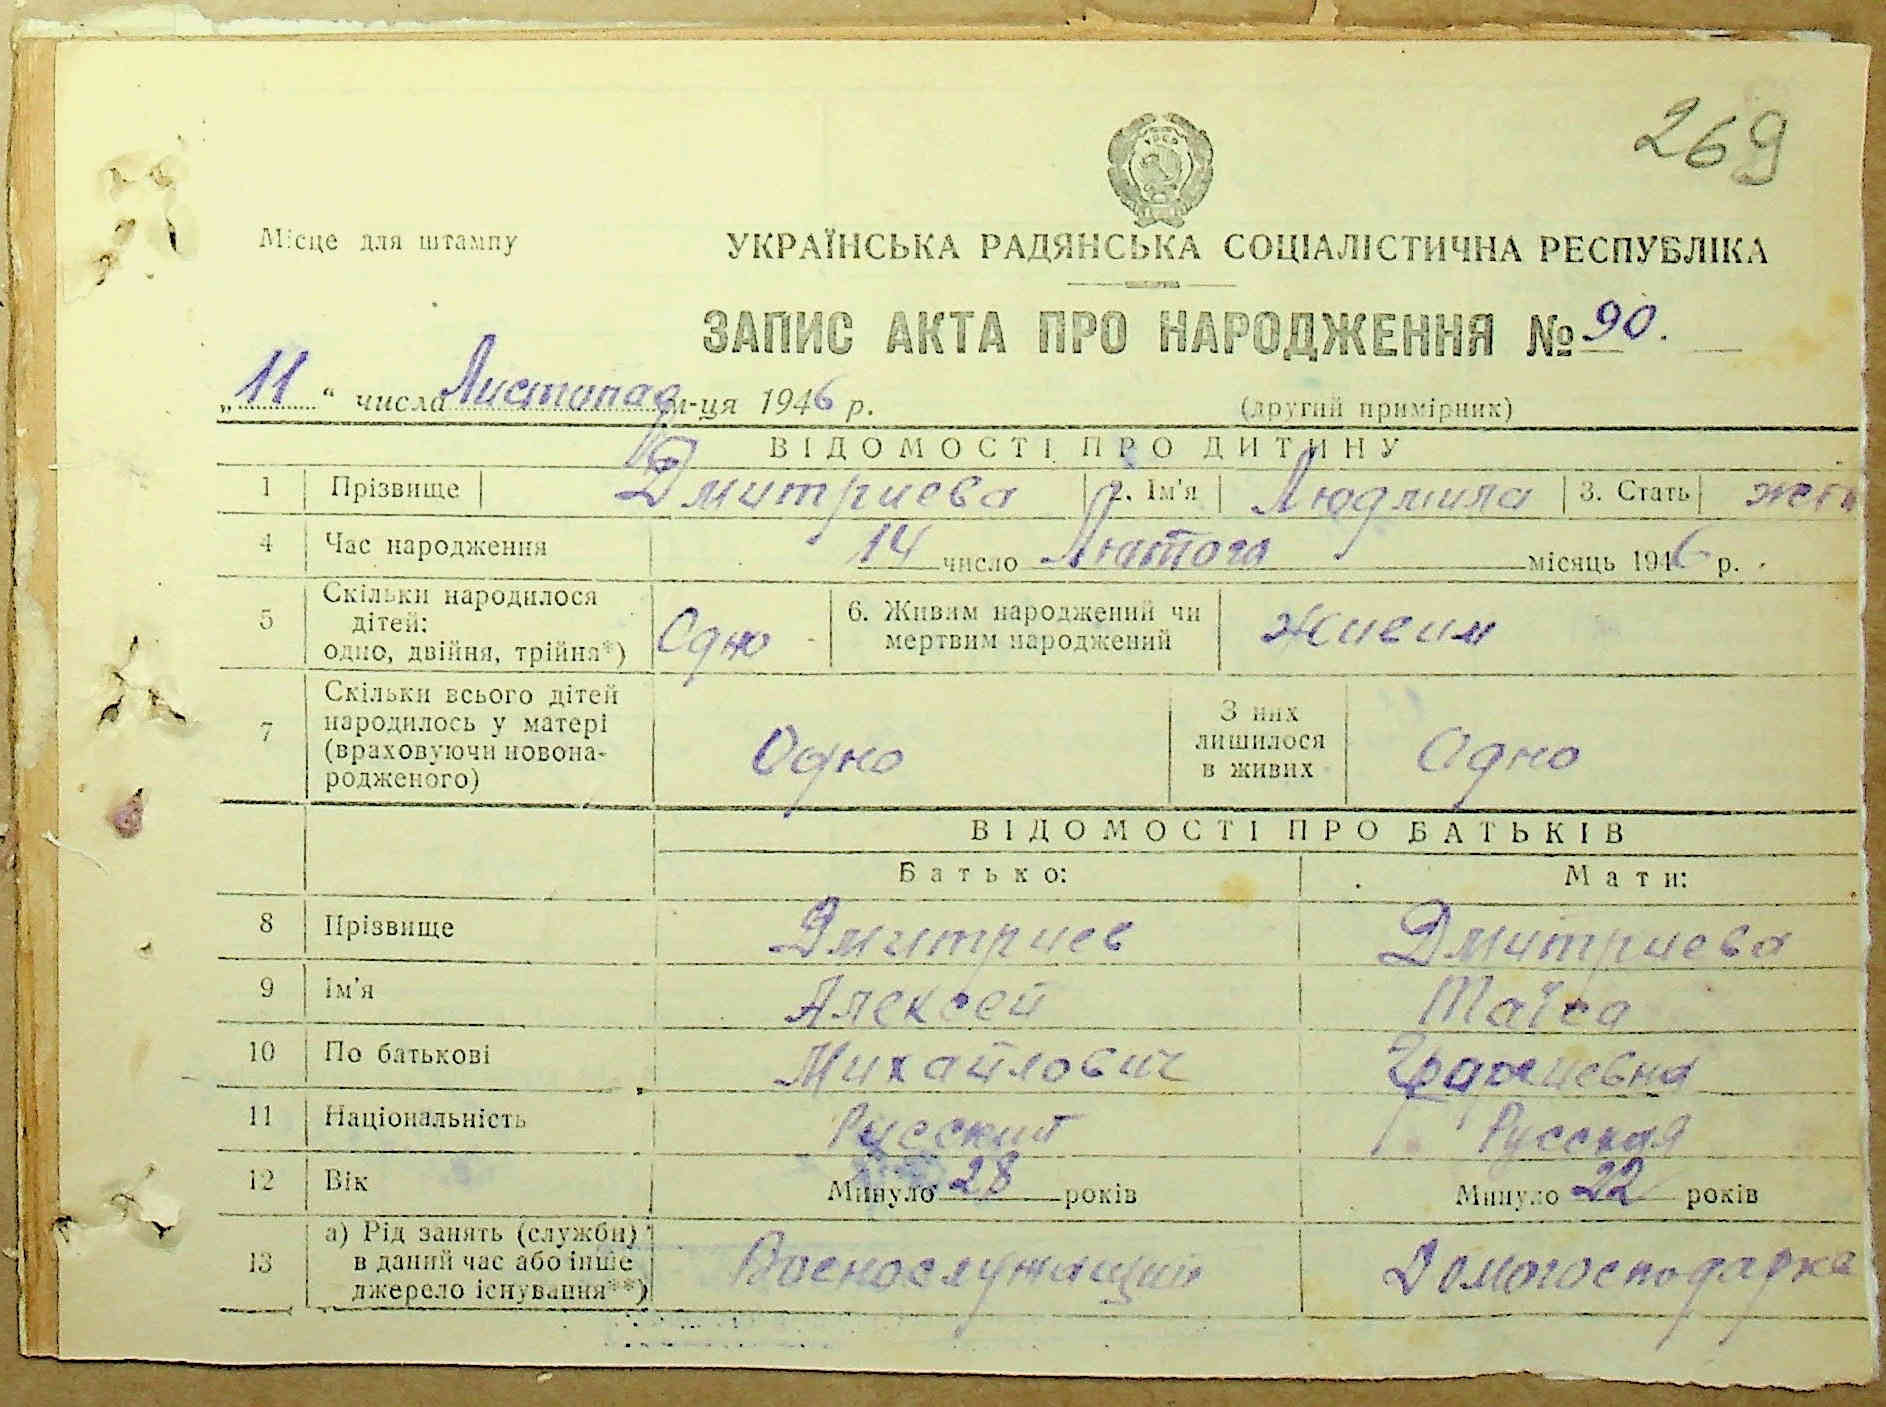 269
Місце для штампу
УКРАЇНСЬКА РАДЯНСЬКА СОЦІАЛІСТИЧНА РЕСПУБЛІКА
ЗАПИС АКТА ПРО НАРОДЖЕННЯ № 90.
„11“ числа Листопад м-ця 1946 р. (другий примірник)
ВІДОМОСТІ ПРО ДИТИНУ
1 Прізвище Дмитриева 2. Ім'я Людмила 3. Стать жен
4 Час народження 14 число Лютого місяць 1946 р.
5 Скільки народилося
дітей:
одно, двійня, трійня*) Одно 6. Живим народжений чи
мертвим народжений Живим
7 Скільки всього дітей
народилось у матері
(враховуючи новона-
родженого) Одно З них
лишилося
в живих Одно
ВІДОМОСТІ ПРО БАТЬКІВ
Батько: Мати:
8 Прізвище Дмитриев Дмитриева
9 Ім'я Алексей Таїса
10 По батькові Михайлович
11 Національність Русский Русская
12 Вік Минуло 28 років Минуло 22 років
13 а) Рід занять (служби)
в даний час або інше
джерело існування**) Военослужащий Домогосподарка